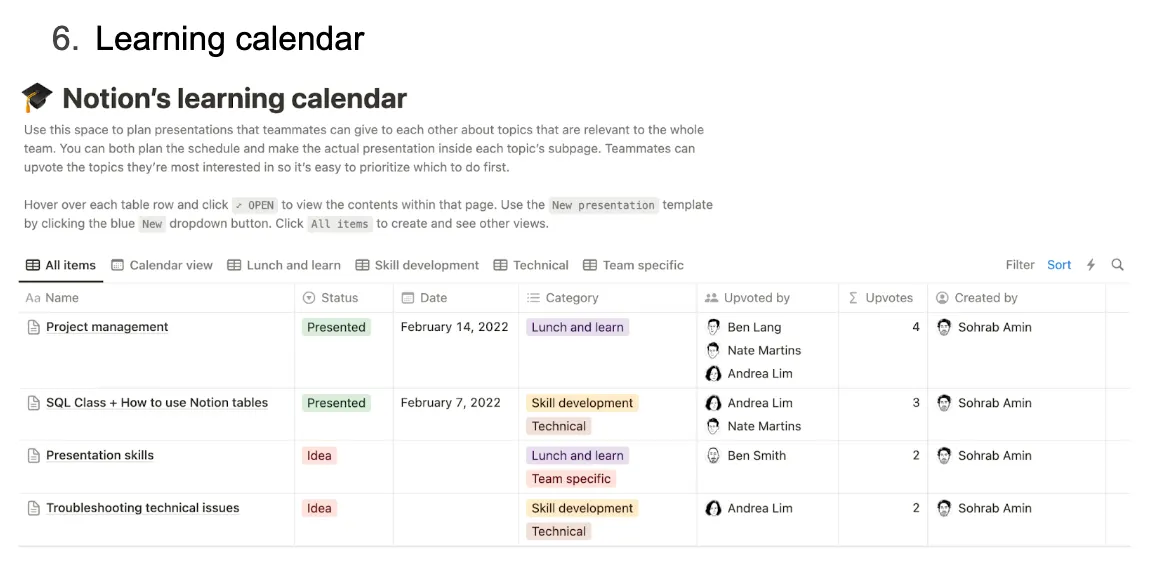 6. Learning calendar
🎓 Notion's learning calendar
Use this space to plan presentations that teammates can give to each other about topics that are relevant to the whole
team. You can both plan the schedule and make the actual presentation inside each topic's subpage. Teammates can
upvote the topics they're most interested in so it's easy to prioritize which to do first.
Hover over each table row and click ⤢ OPEN to view the contents within that page. Use the New presentation template
by clicking the blue New dropdown button. Click All items to create and see other views.
All items Calendar view Lunch and learn Skill development Technical Team specific Filter Sort
Aa Name Status Date Category Upvoted by Σ Upvotes Created by
Project management Presented February 14, 2022 Lunch and learn Ben Lang 4 Sohrab Amin
Nate Martins
Andrea Lim
SQL Class + How to use Notion tables Presented February 7, 2022 Skill development Andrea Lim 3 Sohrab Amin
Technical Nate Martins
Presentation skills Idea Lunch and learn Ben Smith 2 Sohrab Amin
Team specific
Troubleshooting technical issues Idea Skill development Andrea Lim 2 Sohrab Amin
Technical